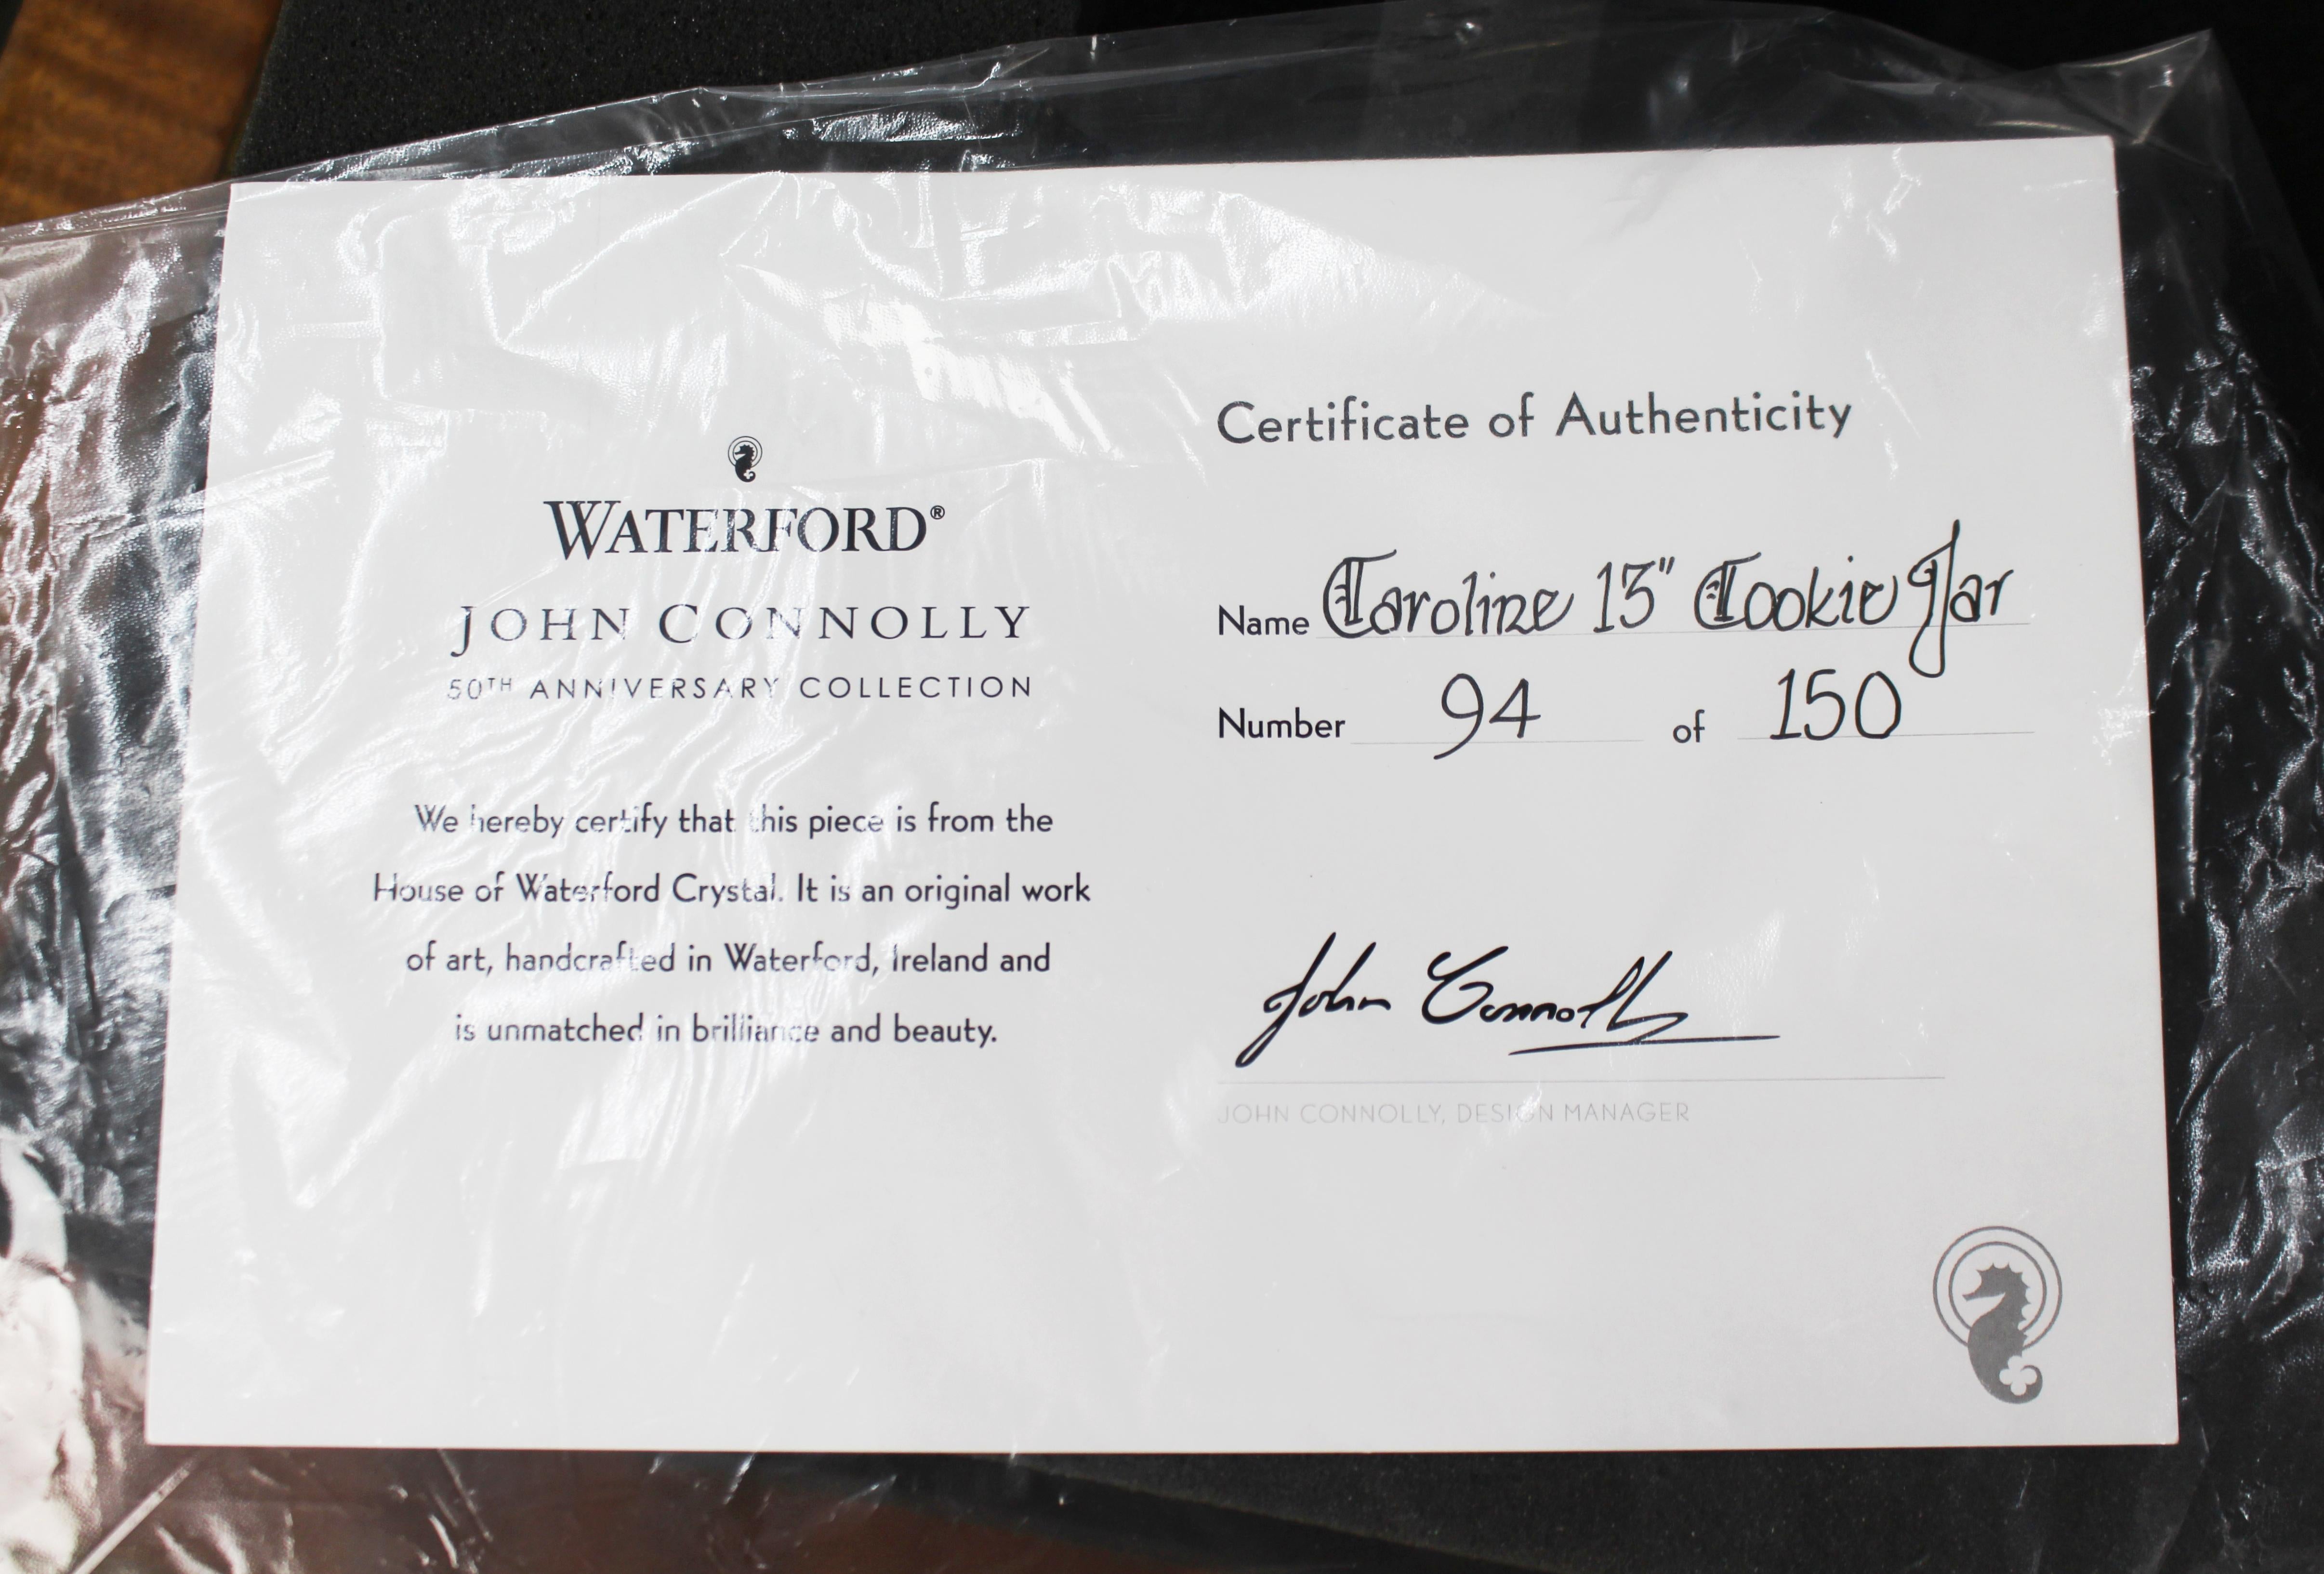 WATERFORD®
JOHN CONNOLLY
50TH ANNIVERSARY COLLECTION
We hereby certify that this piece is from the
House of Waterford Crystal. It is an original work
of art, handcrafted in Waterford, Ireland and
is unmatched in brilliance and beauty.
Certificate of Authenticity
Name Caroline 13" Cookie Jar
Number 94 of 150
John Connolly
JOHN CONNOLLY, DESIGN MANAGER